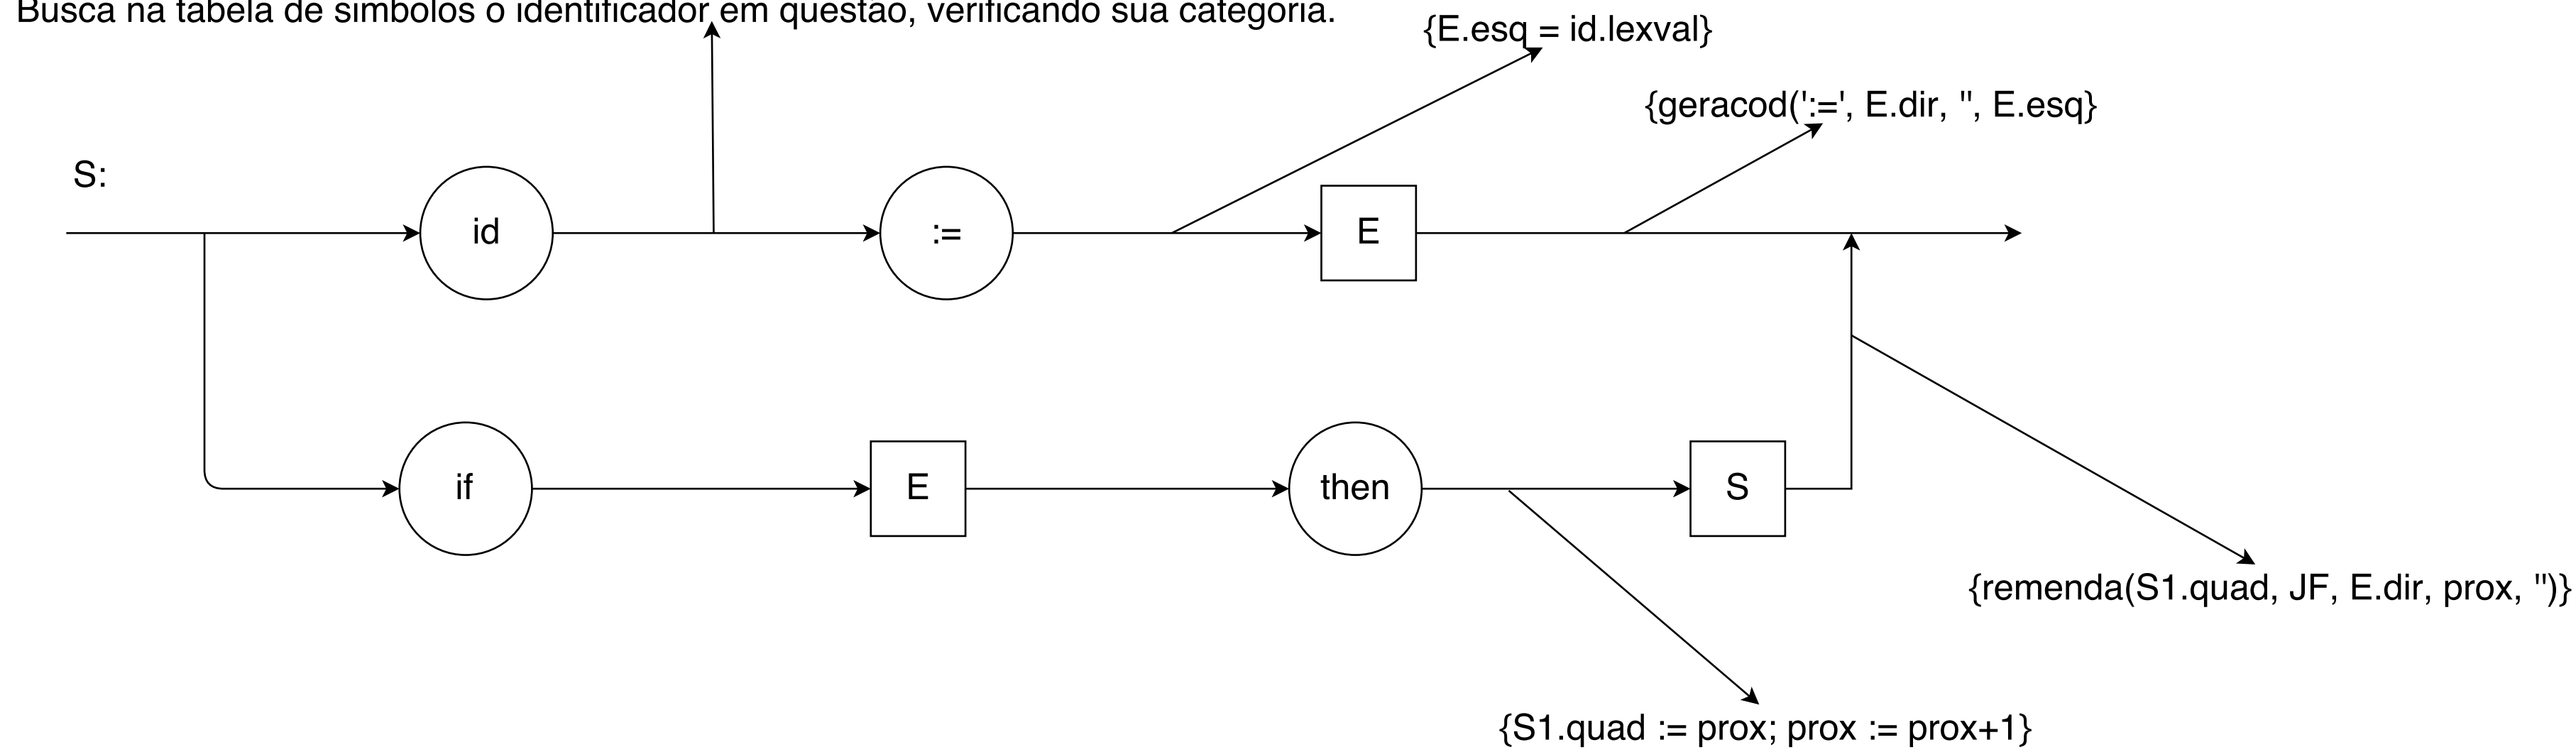 Busca na tabela de símbolos o identificador em questão, verificando sua categoria.
{E.esq = id.lexval}
{geracod(':=', E.dir, '', E.esq}
S:
id
:=
E
if
E
then
S
{remenda(S1.quad, JF, E.dir, prox, '')}
{S1.quad := prox; prox := prox+1}